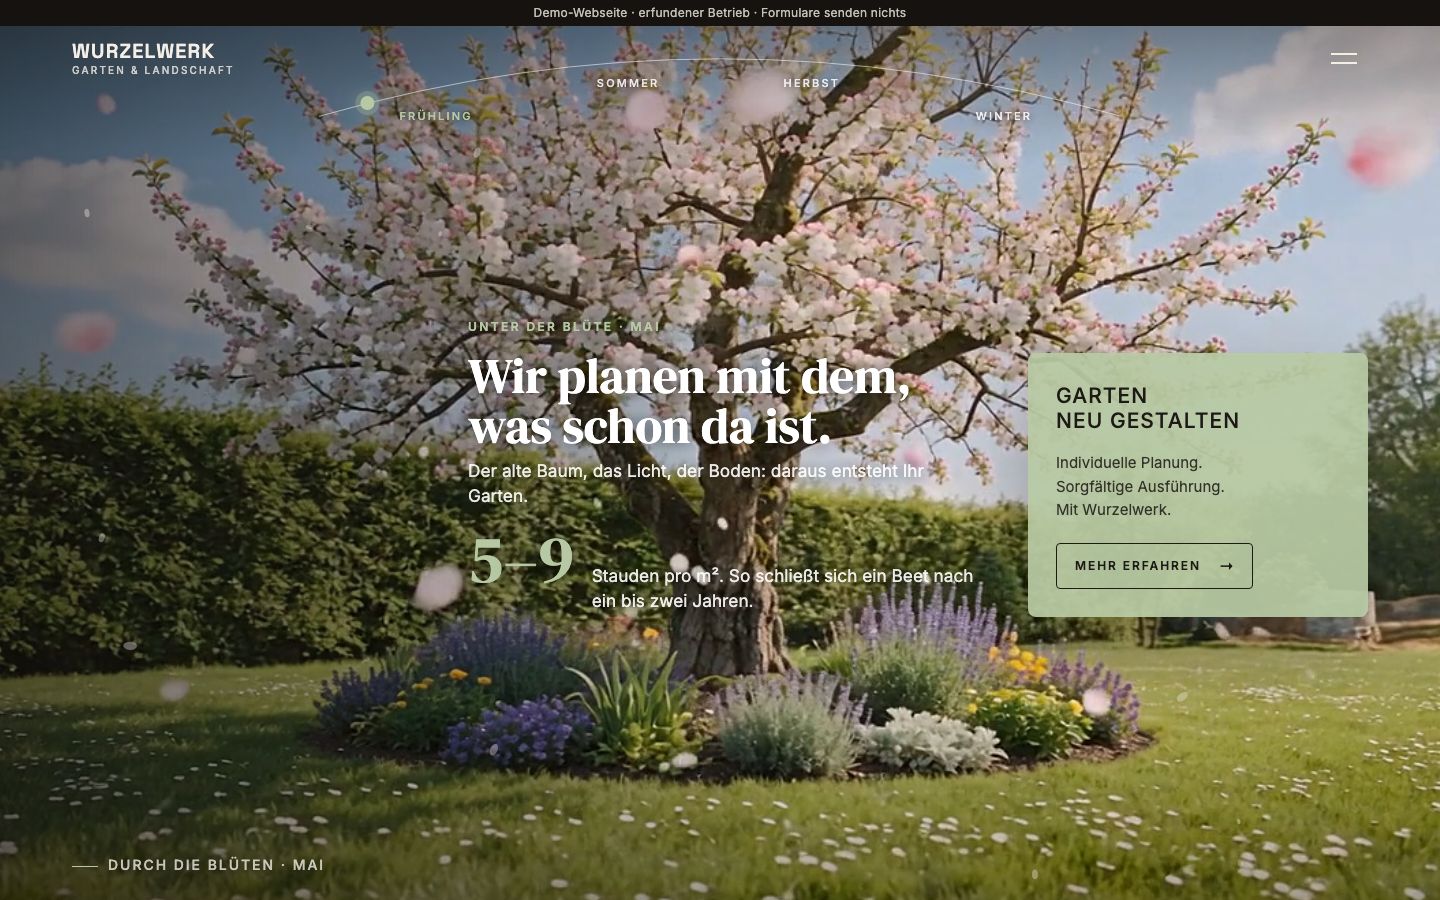 Demo-Webseite · erfundener Betrieb · Formulare senden nichts
WURZELWERK
GARTEN & LANDSCHAFT
FRÜHLING
SOMMER
HERBST
WINTER
UNTER DER BLÜTE · MAI
Wir planen mit dem,
was schon da ist.
Der alte Baum, das Licht, der Boden: daraus entsteht Ihr
Garten.
5–9
Stauden pro m². So schließt sich ein Beet nach
ein bis zwei Jahren.
GARTEN
NEU GESTALTEN
Individuelle Planung.
Sorgfältige Ausführung.
Mit Wurzelwerk.
MEHR ERFAHREN →
DURCH DIE BLÜTEN · MAI